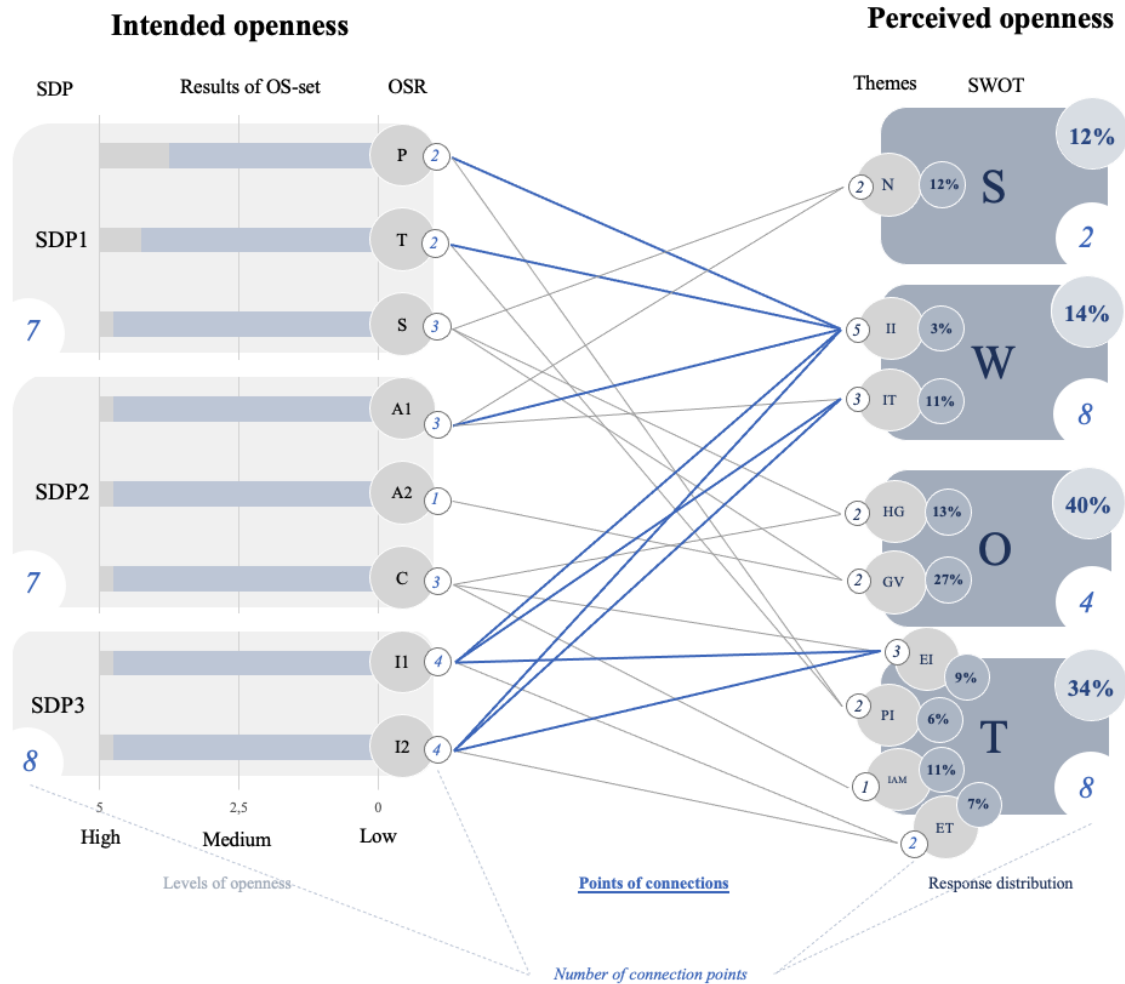 Intended openness
Perceived openness
SDP
Results of OS-set
OSR
Themes
SWOT
SDP1
7
P
2
T
2
S
3
SDP2
7
A1
3
A2
1
C
3
SDP3
8
I1
4
I2
4
5
2,5
0
High
Medium
Low
Levels of openness
2
N
12%
S
12%
2
5
II
3%
3
IT
11%
W
14%
8
2
HG
13%
2
GV
27%
O
40%
4
3
EI
9%
2
PI
6%
1
IAM
11%
2
ET
7%
T
34%
8
Points of connections
Response distribution
Number of connection points